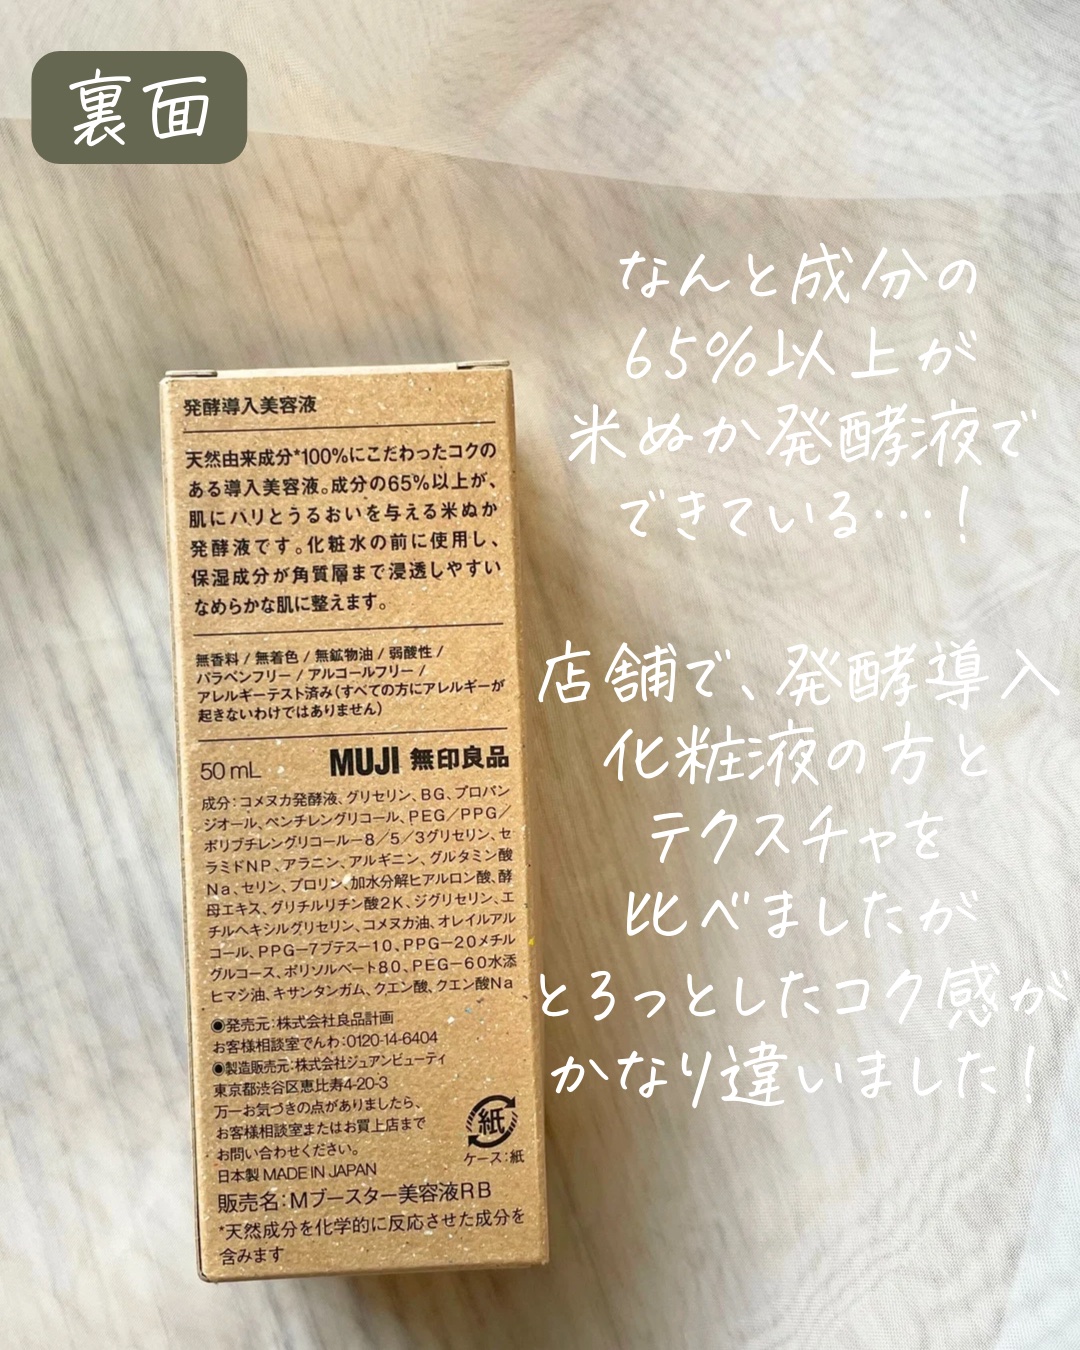 裏面
なんと成分の
65%以上が
米ぬか発酵液で
できている…！
店舗で、発酵導入
化粧液の方と
テクスチャを
比べましたが
とろっとしたコク感が
かなり違いました！
発酵導入美容液
天然由来成分*100%にこだわったコクの
ある導入美容液。成分の65%以上が、
肌にハリとうるおいを与える米ぬか
発酵液です。化粧水の前に使用し、
保湿成分が角質層まで浸透しやすい
なめらかな肌に整えます。
無香料 / 無着色 / 無鉱物油 / 弱酸性 /
パラベンフリー / アルコールフリー /
アレルギーテスト済み(すべての方にアレルギーが
起きないわけではありません)
50 mL MUJI 無印良品
成分：コメヌカ発酵液、グリセリン、BG、プロパン
ジオール、ペンチレングリコール、PEG／PPG／
ポリブチレングリコール－8／5／3グリセリン、セ
ラミドNP、アラニン、アルギニン、グルタミン酸
Na、セリン、プロリン、加水分解ヒアルロン酸、酵
母エキス、グリチルリチン酸2K、ジグリセリン、エ
チルヘキシルグリセリン、コメヌカ油、オレイルアル
コール、PPG－7ブテス－10、PPG－20メチル
グルコース、ポリソルベート80、PEG－60水添
ヒマシ油、キサンタンガム、クエン酸、クエン酸Na
◉発売元：株式会社良品計画
お客様相談室でんわ：0120-14-6404
◉製造販売元：株式会社ジュアンビューティ
東京都渋谷区恵比寿4-20-3
万一お気づきの点がありましたら、
お客様相談室またはお買上店まで
お問い合わせください。
日本製 MADE IN JAPAN
紙
ケース：紙
販売名：Mブースター美容液RB
*天然成分を化学的に反応させた成分を
含みます